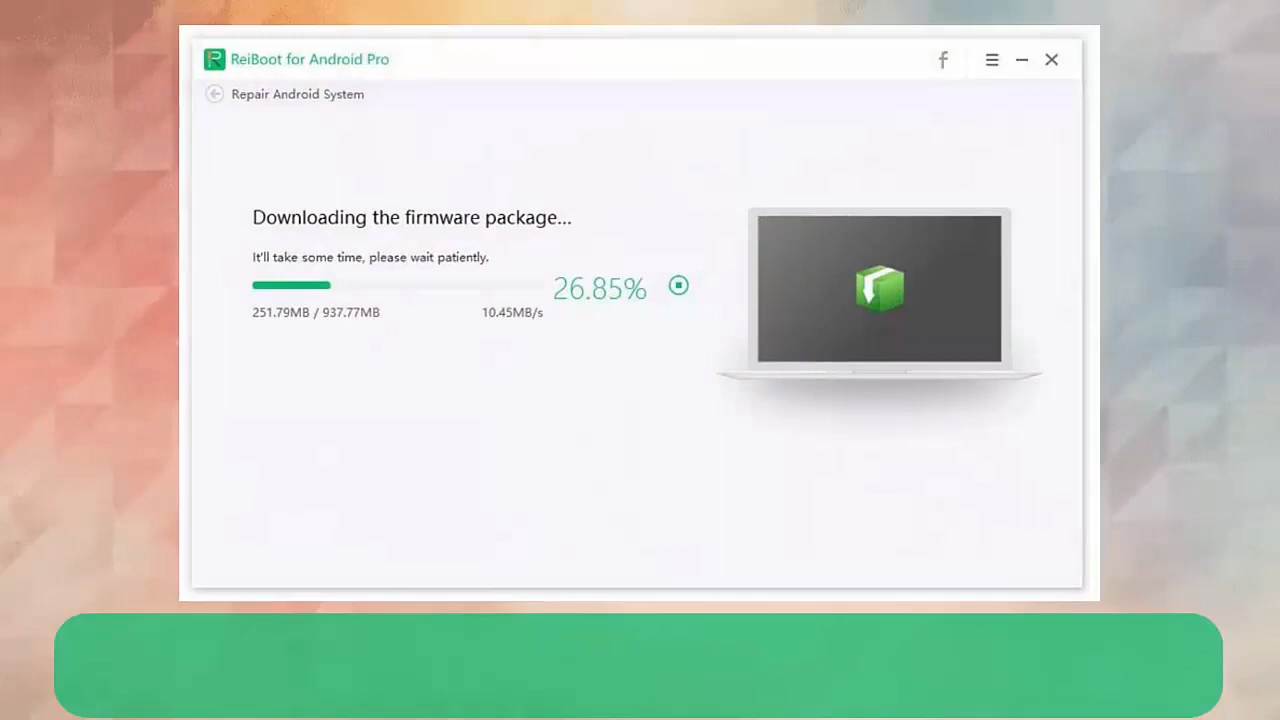 ReiBoot for Android Pro
Repair Android System
Downloading the firmware package...
It'll take some time, please wait patiently.
26.85%
251.79MB / 937.77MB 10.45MB/s